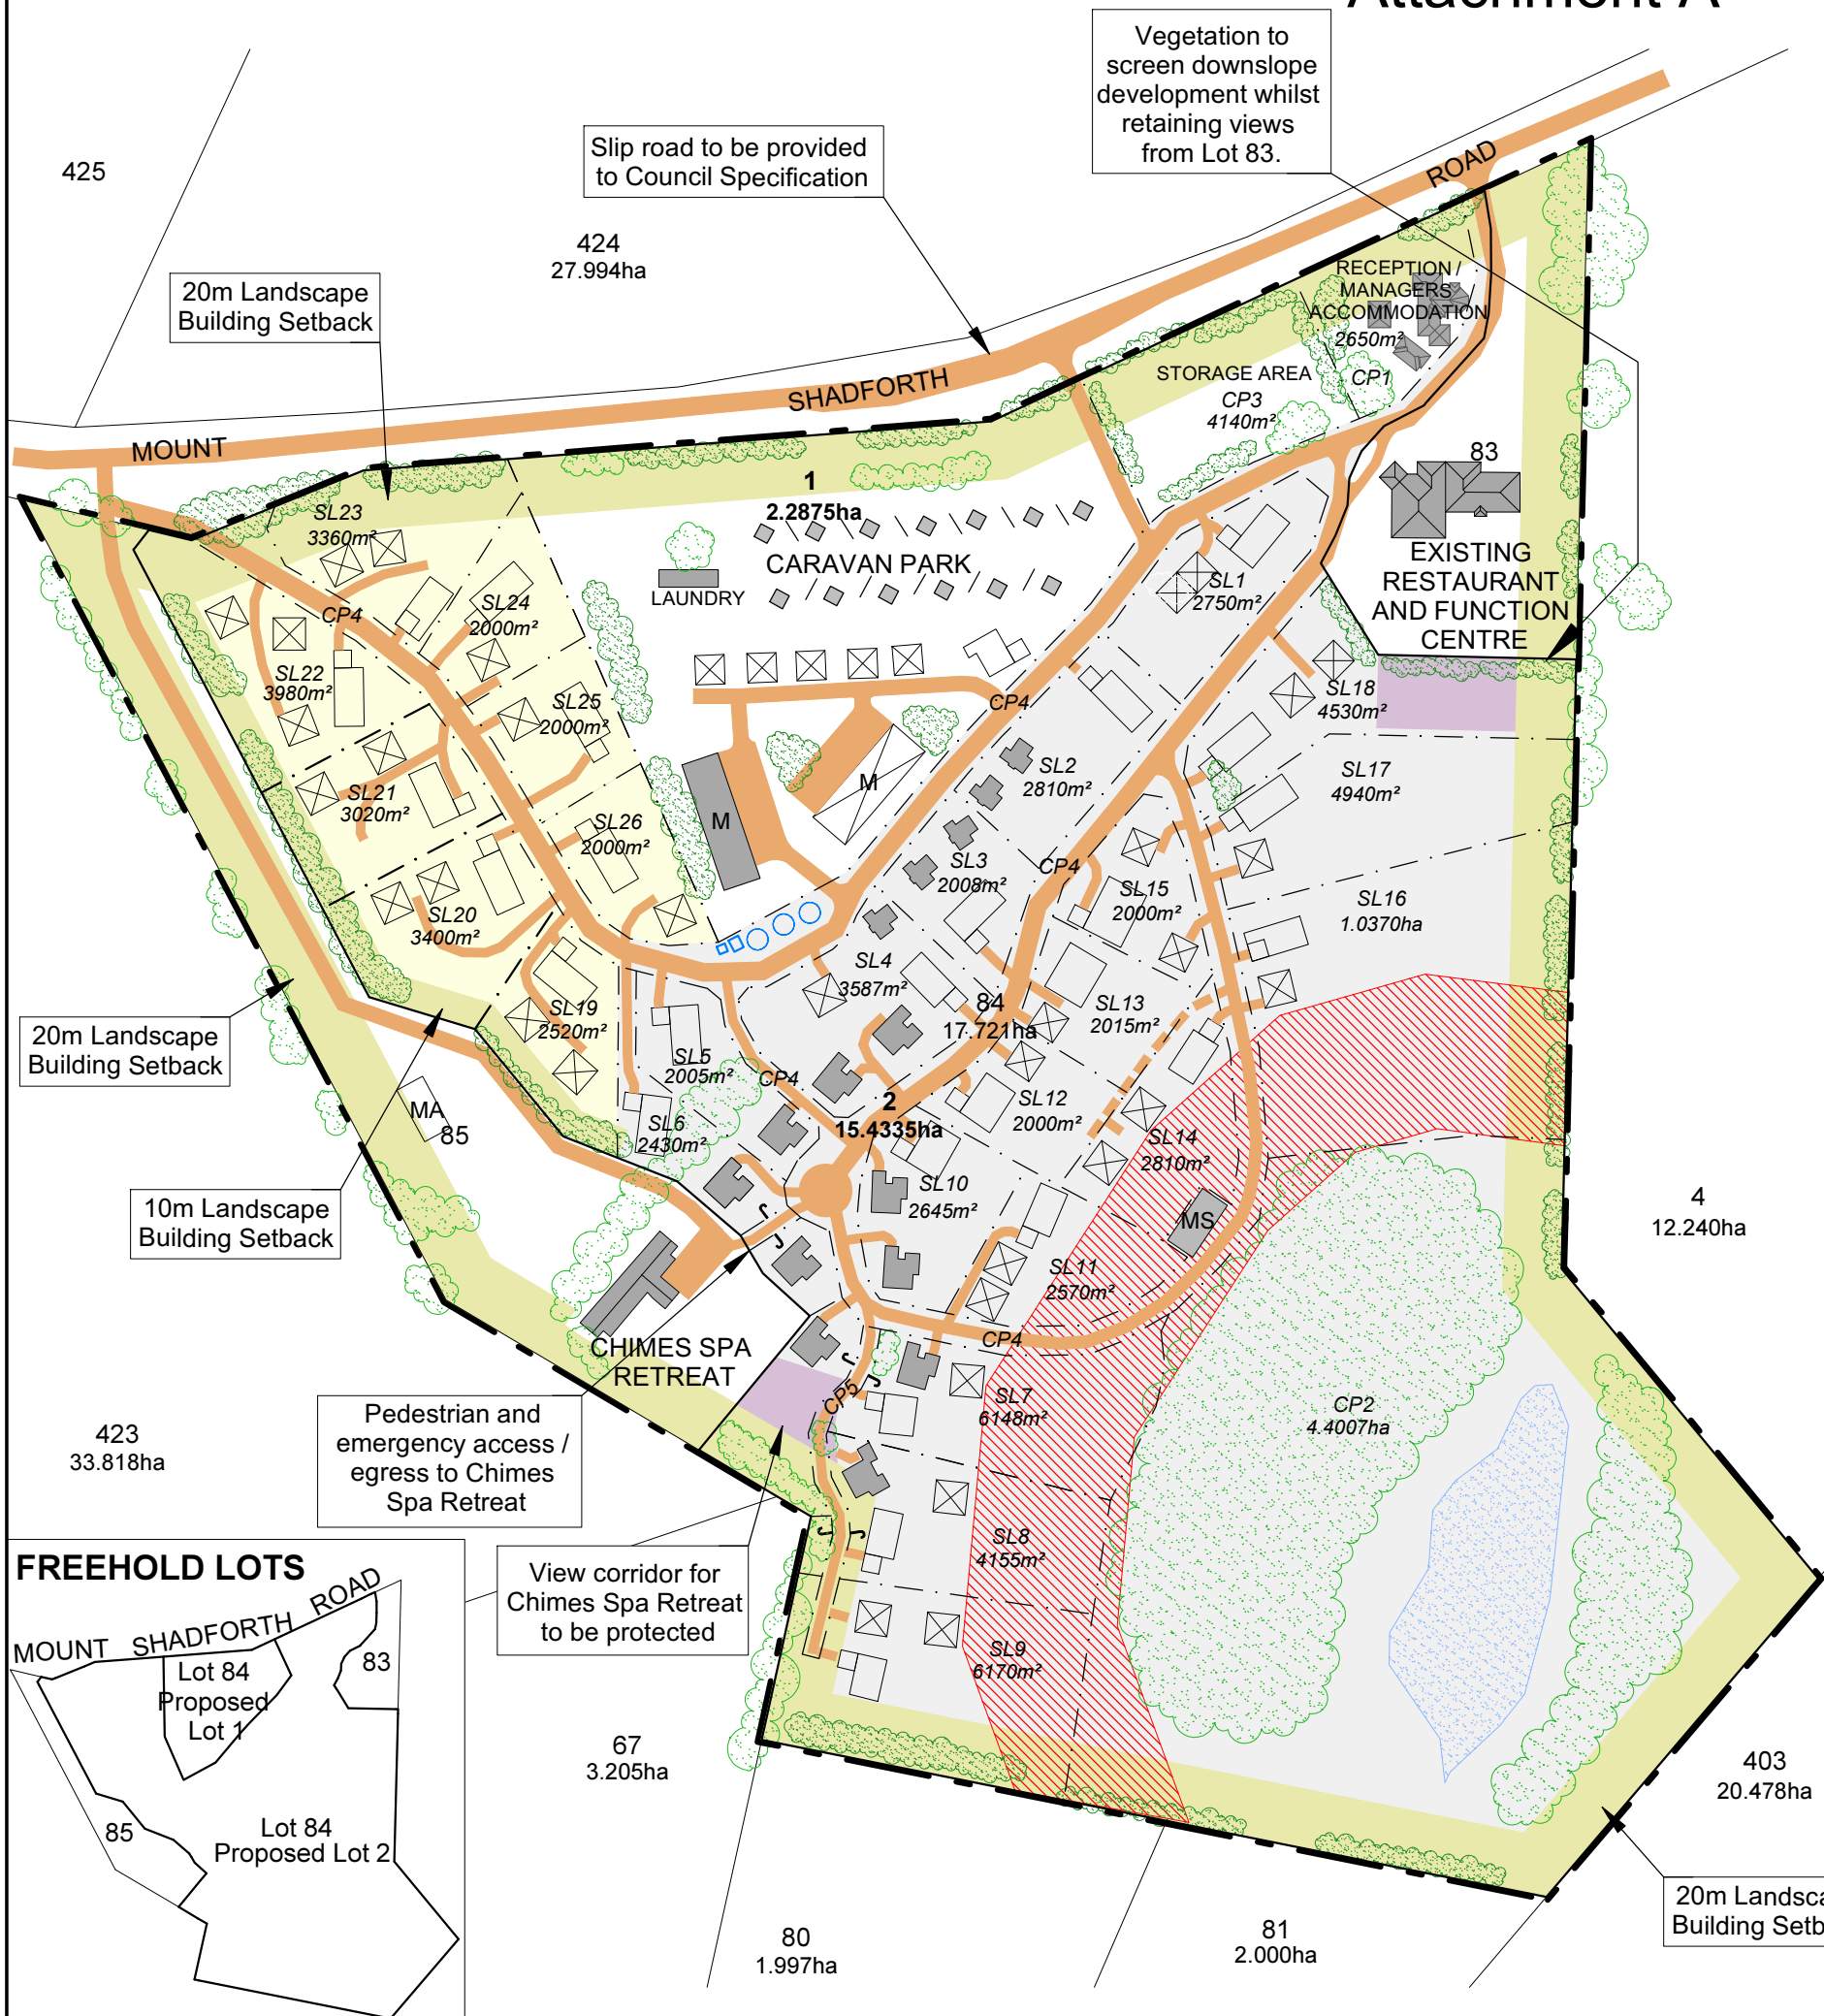 Attachment A
Vegetation to
screen downslope
development whilst
retaining views
from Lot 83.
Slip road to be provided
to Council Specification
425
424
27.994ha
20m Landscape
Building Setback
ROAD
SHADFORTH
MOUNT
RECEPTION /
MANAGERS
ACCOMMODATION
2650m²
CP1
STORAGE AREA
CP3
4140m²
83
EXISTING
RESTAURANT
AND FUNCTION
CENTRE
1
2.2875ha
CARAVAN PARK
LAUNDRY
SL23
3360m²
CP4
SL24
2000m²
SL22
3980m²
SL25
2000m²
SL21
3020m²
SL26
2000m²
SL20
3400m²
SL19
2520m²
M
M
CP4
SL1
2750m²
SL18
4530m²
SL2
2810m²
SL17
4940m²
SL3
2008m²
CP4
SL15
2000m²
SL16
1.0370ha
SL4
3587m²
84
17.721ha
SL13
2015m²
SL5
2005m²
CP4
SL6
2430m²
2
15.4335ha
SL12
2000m²
SL14
2810m²
SL10
2645m²
MS
SL11
2570m²
CP4
20m Landscape
Building Setback
MA
85
10m Landscape
Building Setback
4
12.240ha
CHIMES SPA
RETREAT
CP5
SL7
6148m²
CP2
4.4007ha
423
33.818ha
Pedestrian and
emergency access /
egress to Chimes
Spa Retreat
SL8
4155m²
View corridor for
Chimes Spa Retreat
to be protected
SL9
6170m²
FREEHOLD LOTS
MOUNT SHADFORTH ROAD
Lot 84
Proposed
Lot 1
83
85
Lot 84
Proposed Lot 2
67
3.205ha
403
20.478ha
80
1.997ha
81
2.000ha
20m Landsca
Building Setb